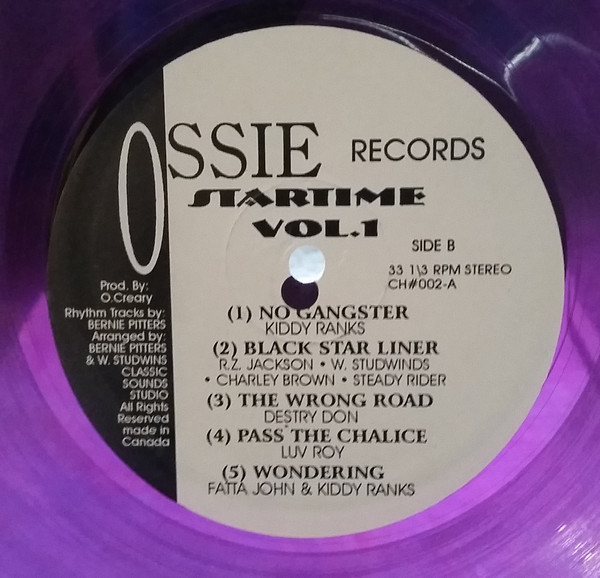 OSSIE RECORDS
STARTIME
VOL.1
SIDE B
33 1\3 RPM STEREO
CH#002-A
Prod. By:
O.Creary
Rhythm Tracks by:
BERNIE PITTERS
Arranged by:
BERNIE PITTERS
& W. STUDWINS
CLASSIC
SOUNDS
STUDIO
All Rights
Reserved
made in
Canada
(1) NO GANGSTER
KIDDY RANKS
(2) BLACK STAR LINER
R.Z. JACKSON • W. STUDWINDS
• CHARLEY BROWN • STEADY RIDER
(3) THE WRONG ROAD
DESTRY DON
(4) PASS THE CHALICE
LUV ROY
(5) WONDERING
FATTA JOHN & KIDDY RANKS